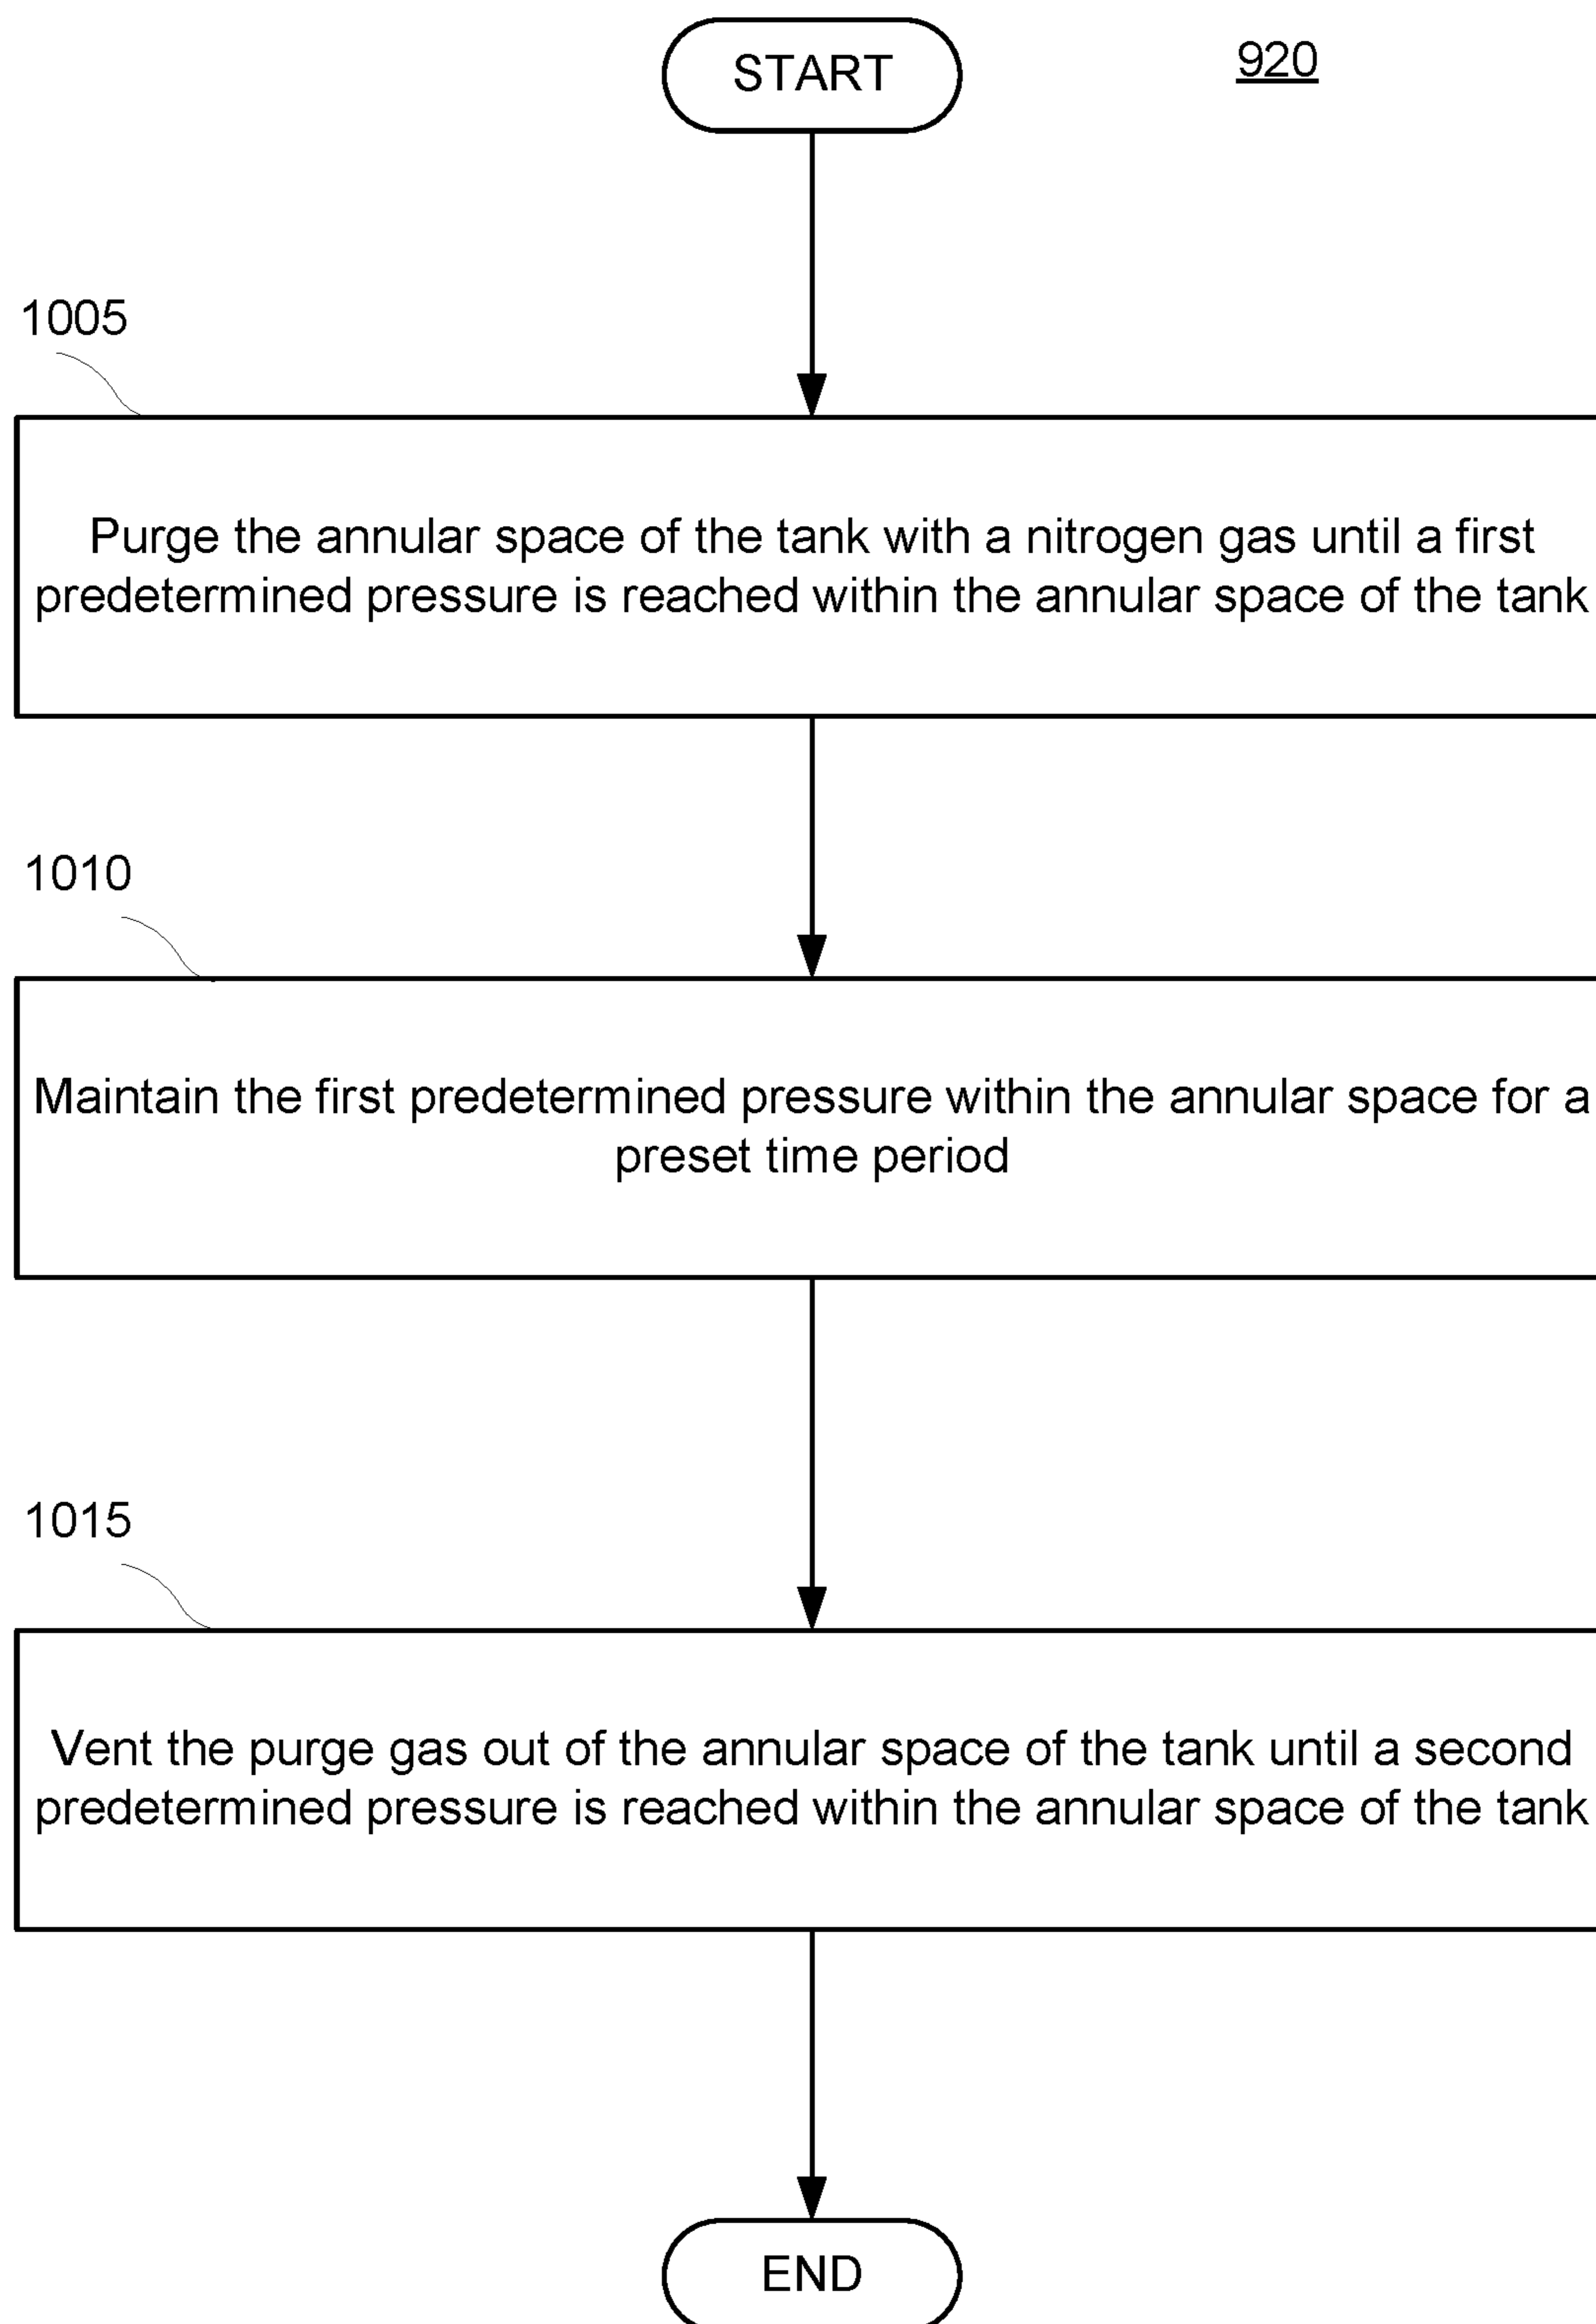 START
920
1005
Purge the annular space of the tank with a nitrogen gas until a first
predetermined pressure is reached within the annular space of the tank
1010
Maintain the first predetermined pressure within the annular space for a
preset time period
1015
Vent the purge gas out of the annular space of the tank until a second
predetermined pressure is reached within the annular space of the tank
END